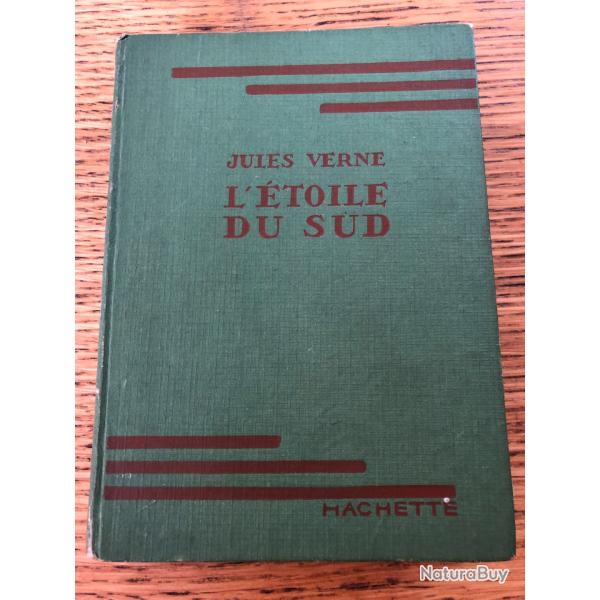 JULES VERNE
L'ÉTOILE
DU SUD
HACHETTE
NaturaBuy